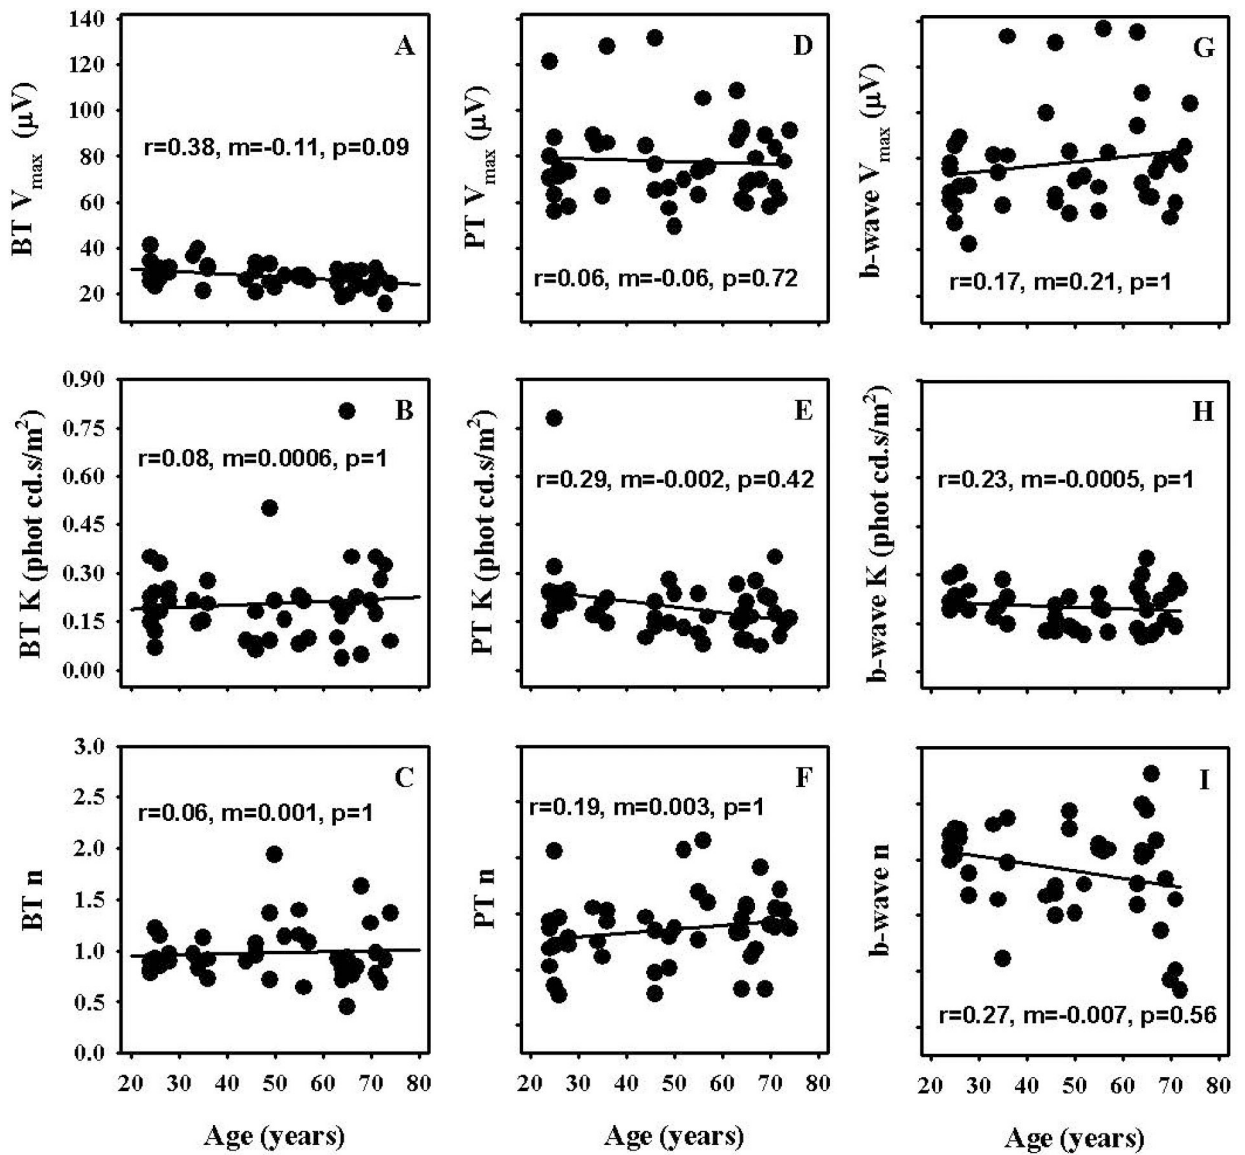 A
BT Vmax (μV)
140
120
100
80
60
40
20
r=0.38, m=-0.11, p=0.09
D
PT Vmax (μV)
r=0.06, m=-0.06, p=0.72
G
b-wave Vmax (μV)
r=0.17, m=0.21, p=1
B
BT K (phot cd.s/m²)
0.90
0.75
0.60
0.45
0.30
0.15
0.00
r=0.08, m=0.0006, p=1
E
PT K (phot cd.s/m²)
r=0.29, m=-0.002, p=0.42
H
b-wave K (phot cd.s/m²)
r=0.23, m=-0.0005, p=1
C
BT n
3.0
2.5
2.0
1.5
1.0
0.5
0.0
r=0.06, m=0.001, p=1
20 30 40 50 60 70 80
Age (years)
F
PT n
r=0.19, m=0.003, p=1
20 30 40 50 60 70 80
Age (years)
I
b-wave n
r=0.27, m=-0.007, p=0.56
20 30 40 50 60 70 80
Age (years)